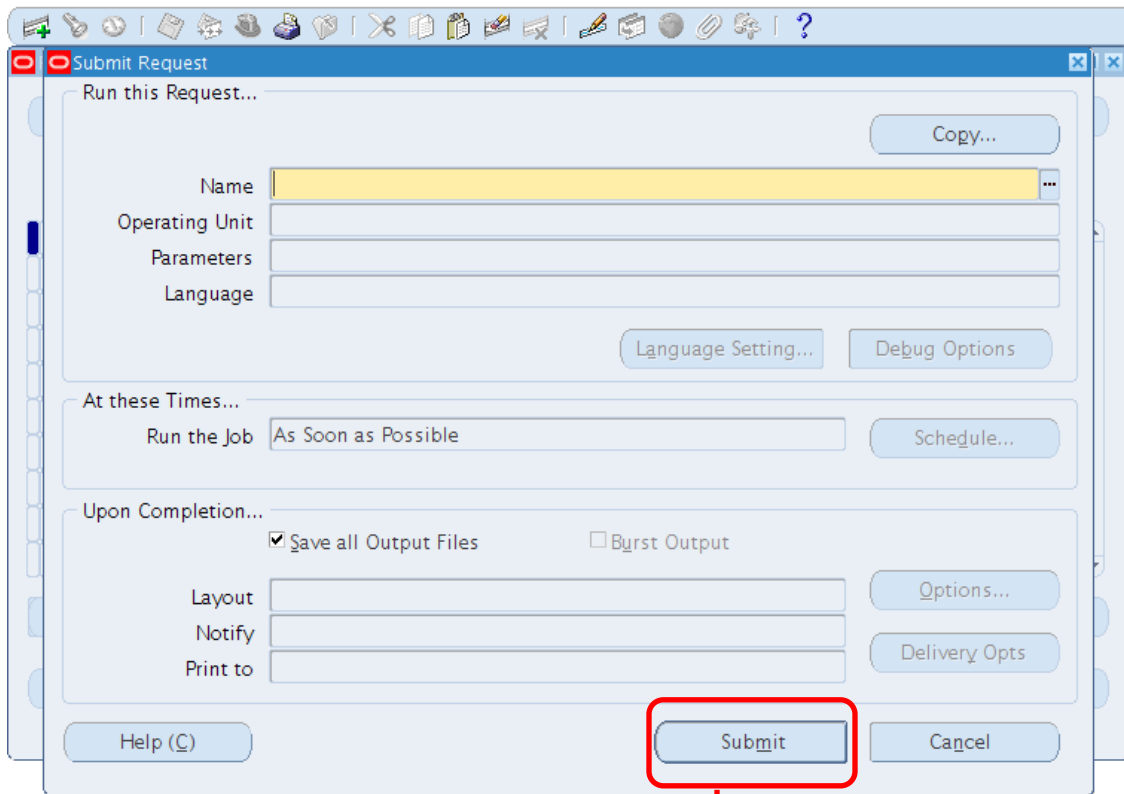 Submit Request
Run this Request...
Copy...
Name
Operating Unit
Parameters
Language
Language Setting...
Debug Options
At these Times...
Run the Job
As Soon as Possible
Schedule...
Upon Completion...
Save all Output Files
Burst Output
Layout
Options...
Notify
Print to
Delivery Opts
Help (C)
Submit
Cancel